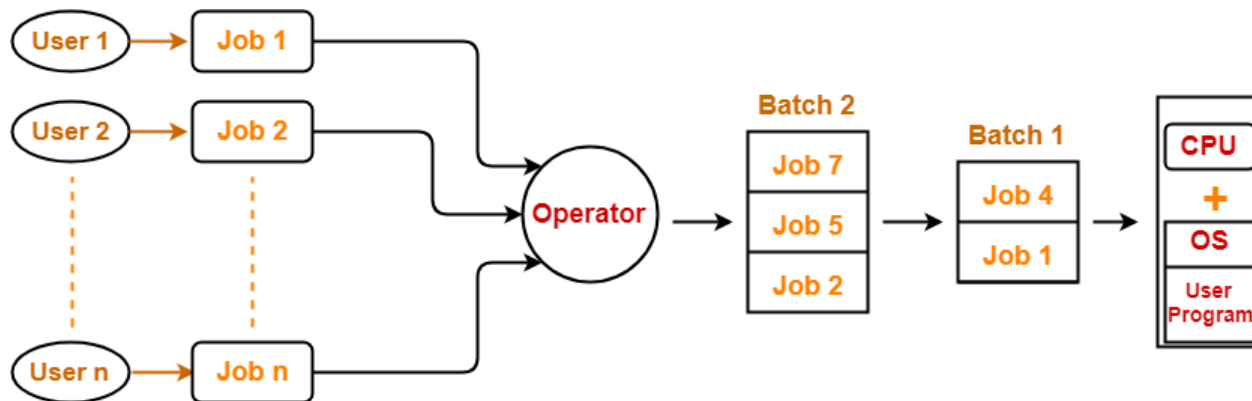 User 1
Job 1
User 2
Job 2
User n
Job n
Operator
Batch 2
Job 7
Job 5
Job 2
Batch 1
Job 4
Job 1
CPU
+
OS
User
Program